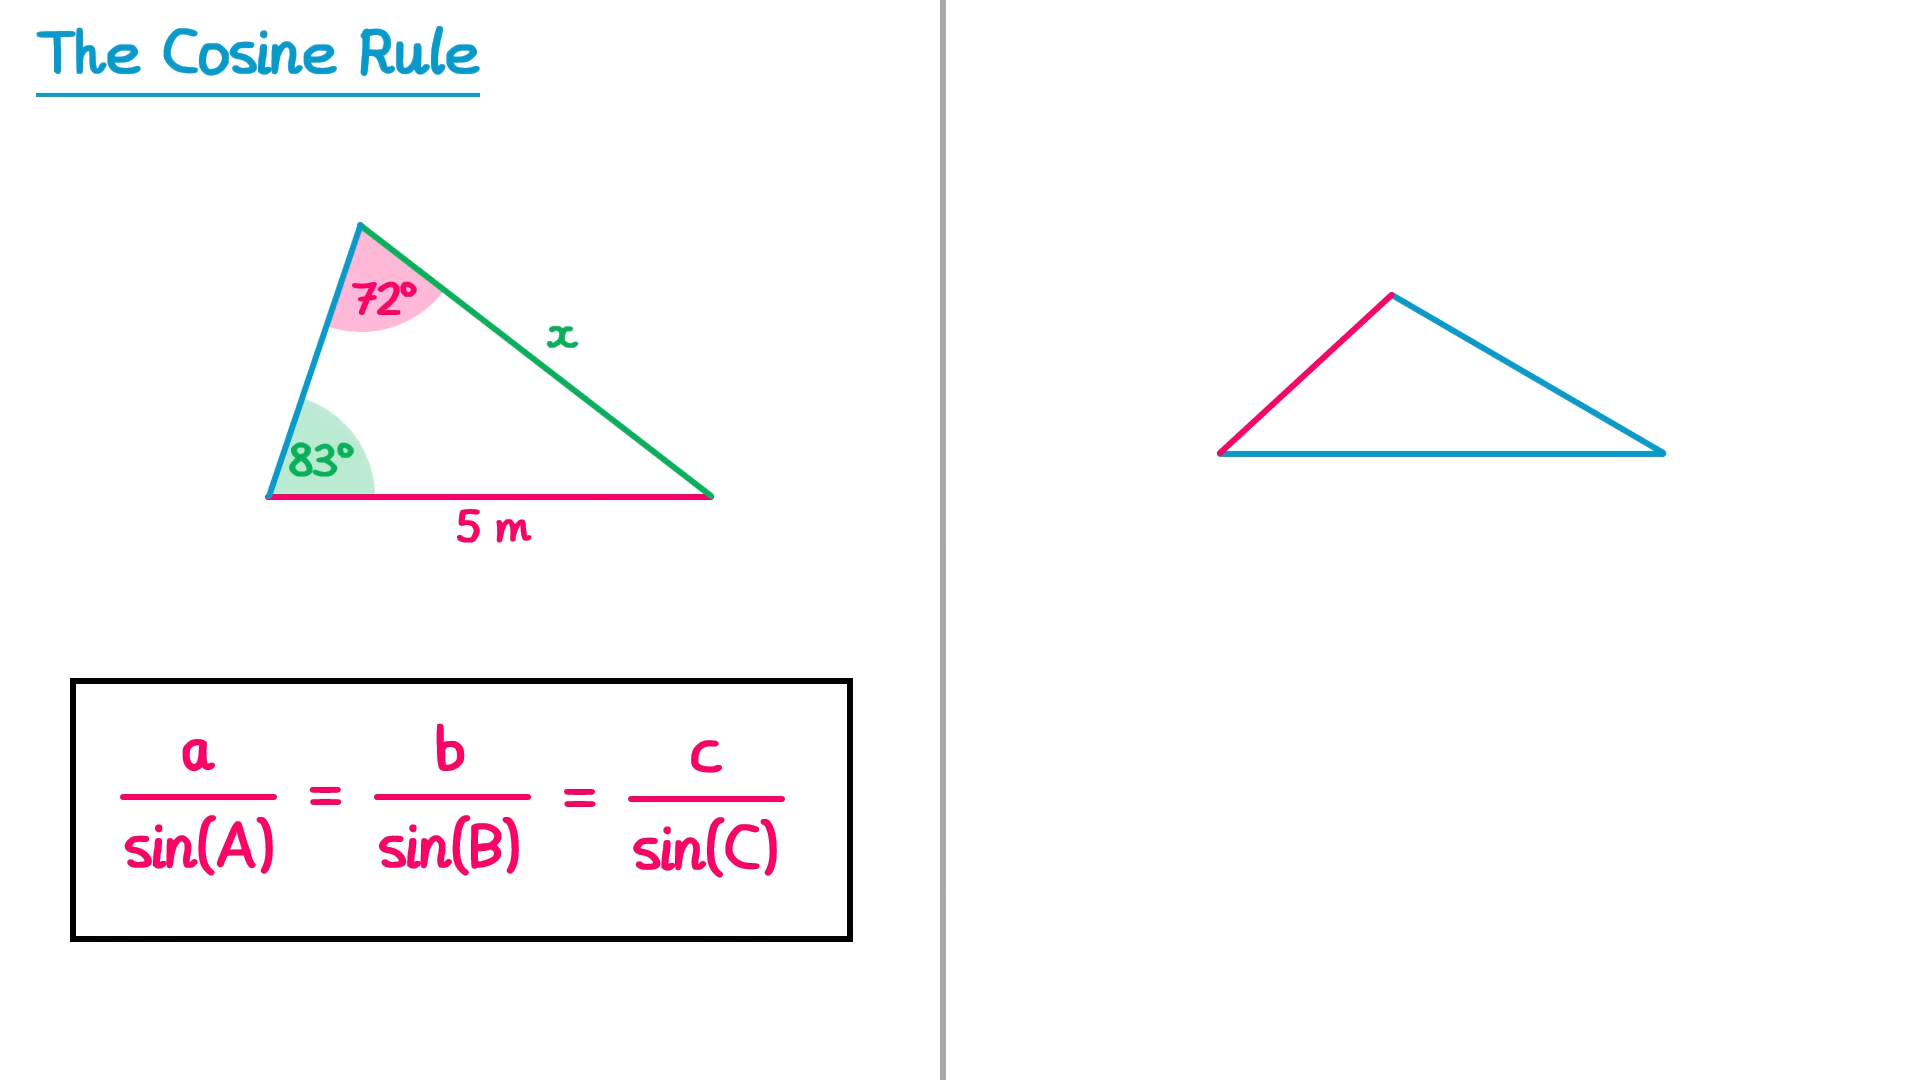 The Cosine Rule
72°
x
83°
5 m
a = b = c
sin(A) sin(B) sin(C)